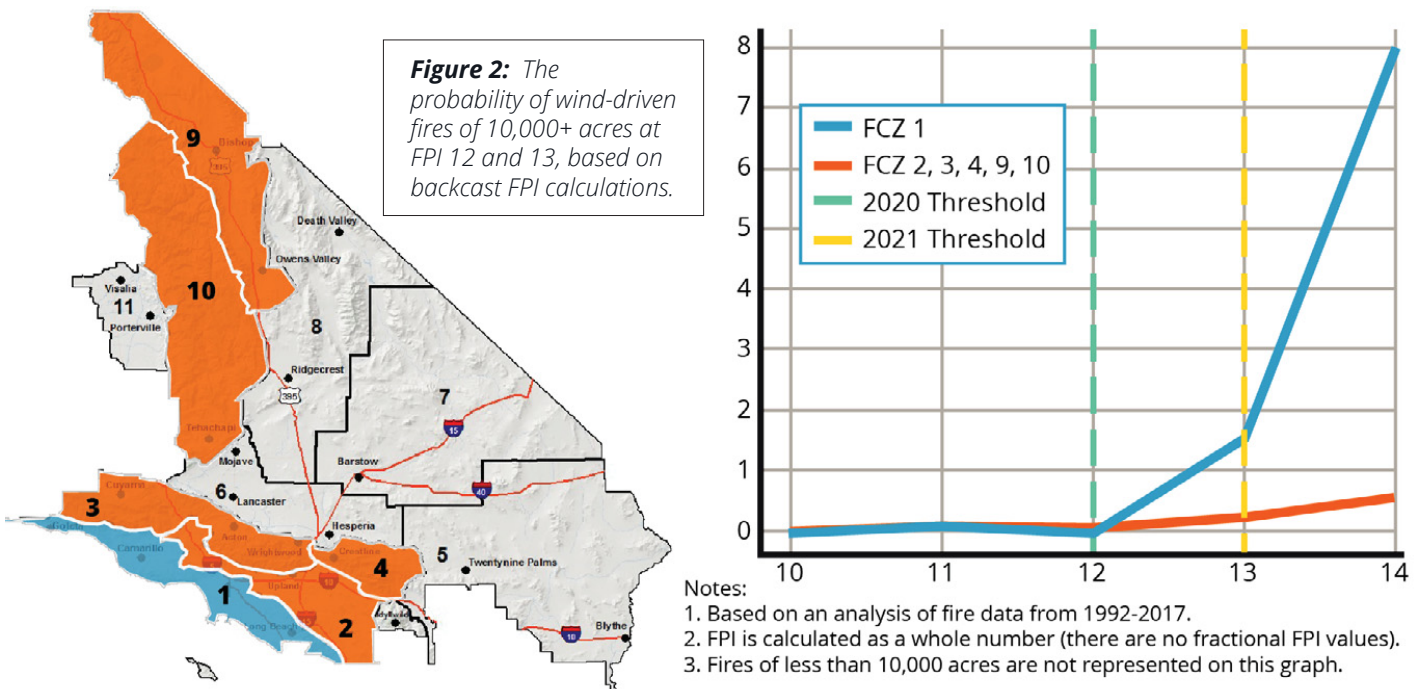 Figure 2: The
probability of wind-driven
fires of 10,000+ acres at
FPI 12 and 13, based on
backcast FPI calculations.
9
Bishop
395
Death Valley
Owens Valley
10
Visalia
11
Porterville
8
Ridgecrest
395
7
15
Tehachapi
Mojave
Barstow
6
Lancaster
40
Cuyama
3
Hesperia
Goleta
Camarillo
Acton
Wrightwood
Crestline
4
5
Twentynine Palms
Upland
10
1
Long Beach
2
Idyllwild
10
Blythe
8
7
6
5
4
3
2
1
0
10 11 12 13 14
FCZ 1
FCZ 2, 3, 4, 9, 10
2020 Threshold
2021 Threshold
Notes:
1. Based on an analysis of fire data from 1992-2017.
2. FPI is calculated as a whole number (there are no fractional FPI values).
3. Fires of less than 10,000 acres are not represented on this graph.